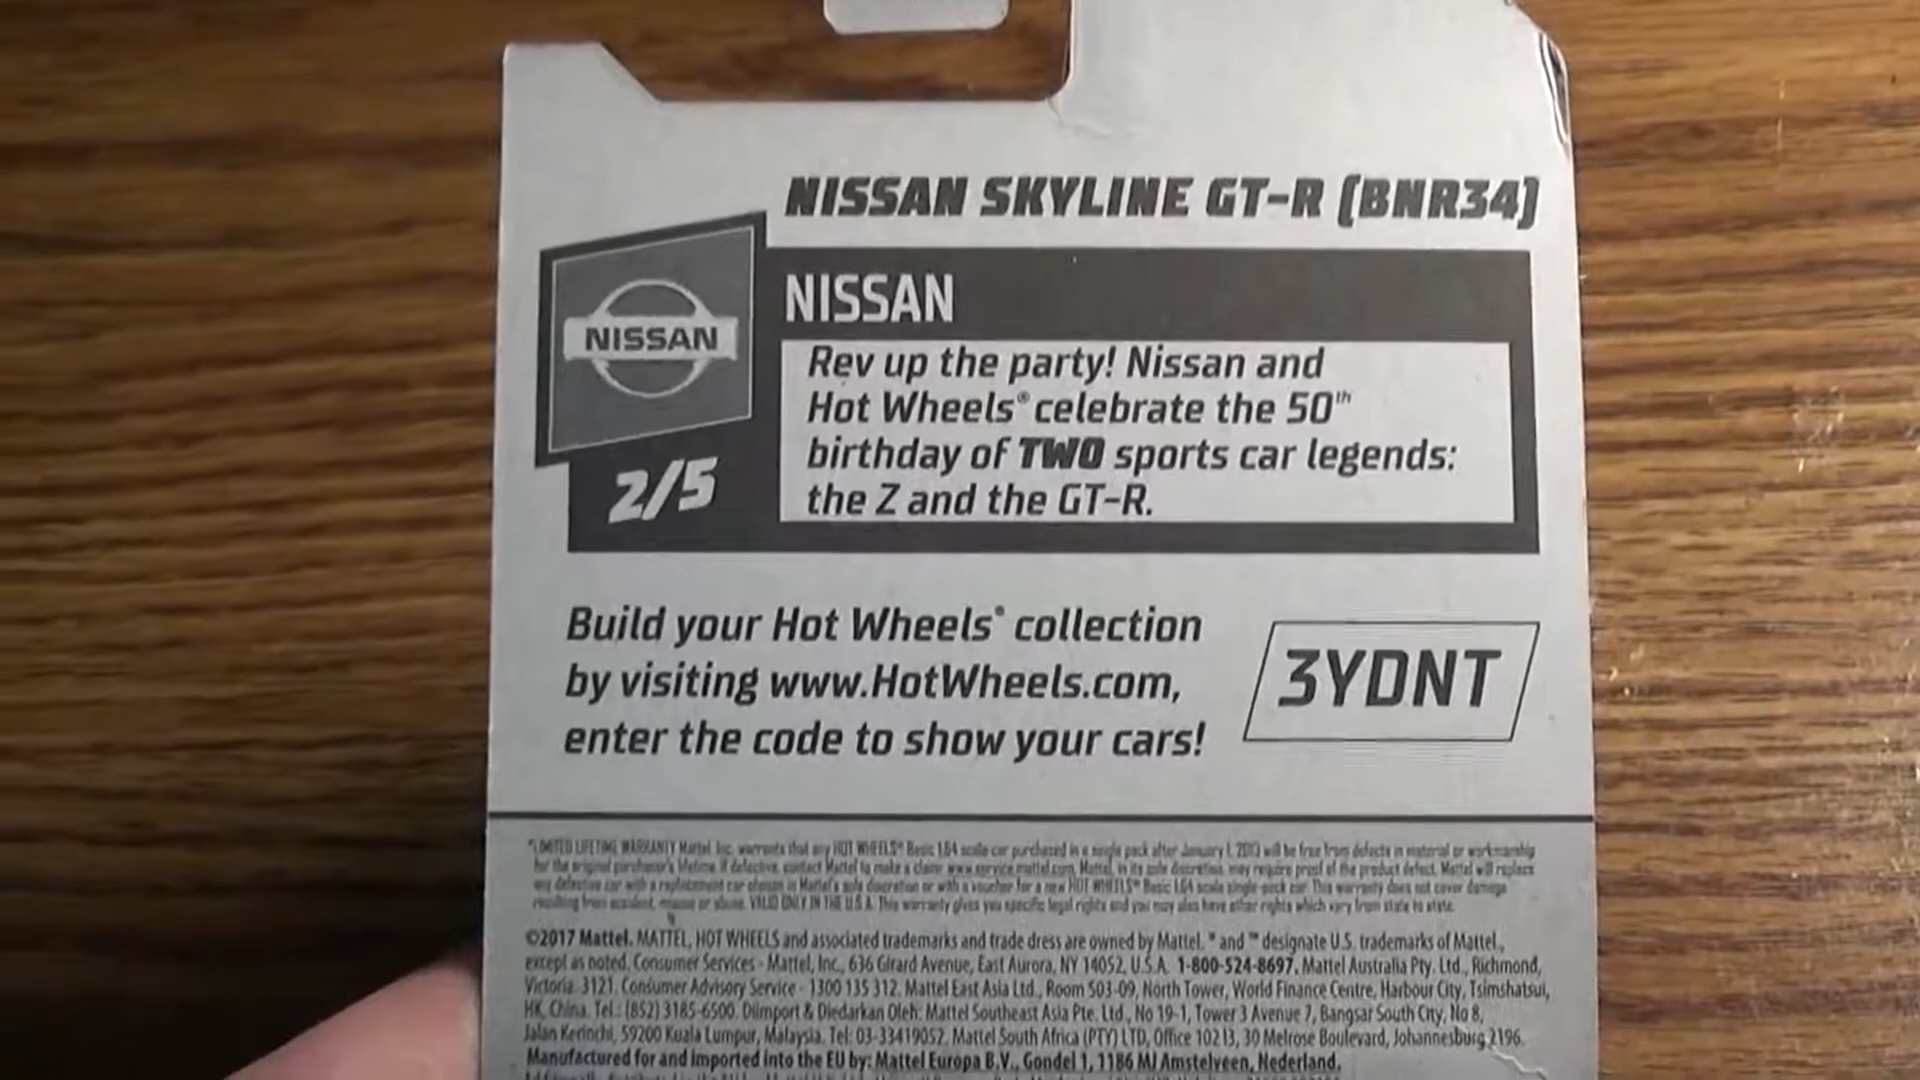 NISSAN SKYLINE GT-R (BNR34)
NISSAN
NISSAN
Rev up the party! Nissan and
Hot Wheels® celebrate the 50th
birthday of TWO sports car legends:
the Z and the GT-R.
2/5
Build your Hot Wheels® collection
by visiting www.HotWheels.com,
enter the code to show your cars!
3YDNT
*LIMITED LIFETIME WARRANTY Mattel Inc. warrants that any HOT WHEELS® Basic 1:64 scale car purchased in a single pack after January 1, 2013 will be free from defects in material or workmanship
for the original purchaser's lifetime. If defective, contact Mattel to make a claim: www.service.mattel.com. Mattel, in its sole discretion, may require proof of the product defect. Mattel will replace
any defective car with a replacement car chosen in Mattel's sole discretion or with a voucher for a new HOT WHEELS® Basic 1:64 scale single-pack car. This warranty does not cover damage
resulting from accident, misuse or abuse. VALID ONLY IN THE U.S.A. This warranty gives you specific legal rights and you may also have other rights which vary from state to state.
©2017 Mattel. MATTEL, HOT WHEELS and associated trademarks and trade dress are owned by Mattel. ® and ™ designate U.S. trademarks of Mattel,
except as noted. Consumer Services - Mattel, Inc., 636 Girard Avenue, East Aurora, NY 14052, U.S.A. 1-800-524-8697. Mattel Australia Pty. Ltd., Richmond,
Victoria. 3121. Consumer Advisory Service - 1300 135 312. Mattel East Asia Ltd., Room 503-09, North Tower, World Finance Centre, Harbour City, Tsimshatsui,
HK, China. Tel.: (852) 3185-6500. Diimport & Diedarkan Oleh: Mattel Southeast Asia Pte. Ltd., No 19-1, Tower 3 Avenue 7, Bangsar South City, No 8,
Jalan Kerinchi, 59200 Kuala Lumpur, Malaysia. Tel: 03-33419052. Mattel South Africa (PTY) LTD, Office 102 I3, 30 Melrose Boulevard, Johannesburg 2196.
Manufactured for and imported into the EU by: Mattel Europa B.V., Gondel 1, 1186 MJ Amstelveen, Nederland.